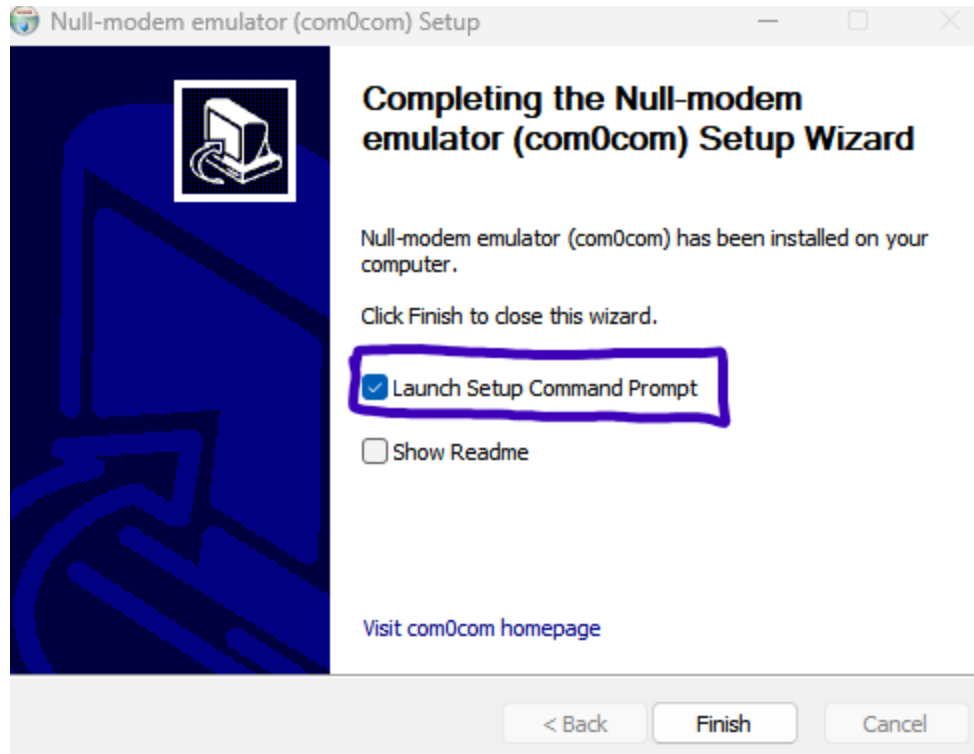 Null-modem emulator (com0com) Setup
Completing the Null-modem
emulator (com0com) Setup Wizard
Null-modem emulator (com0com) has been installed on your
computer.
Click Finish to close this wizard.
Launch Setup Command Prompt
Show Readme
Visit com0com homepage
< Back
Finish
Cancel